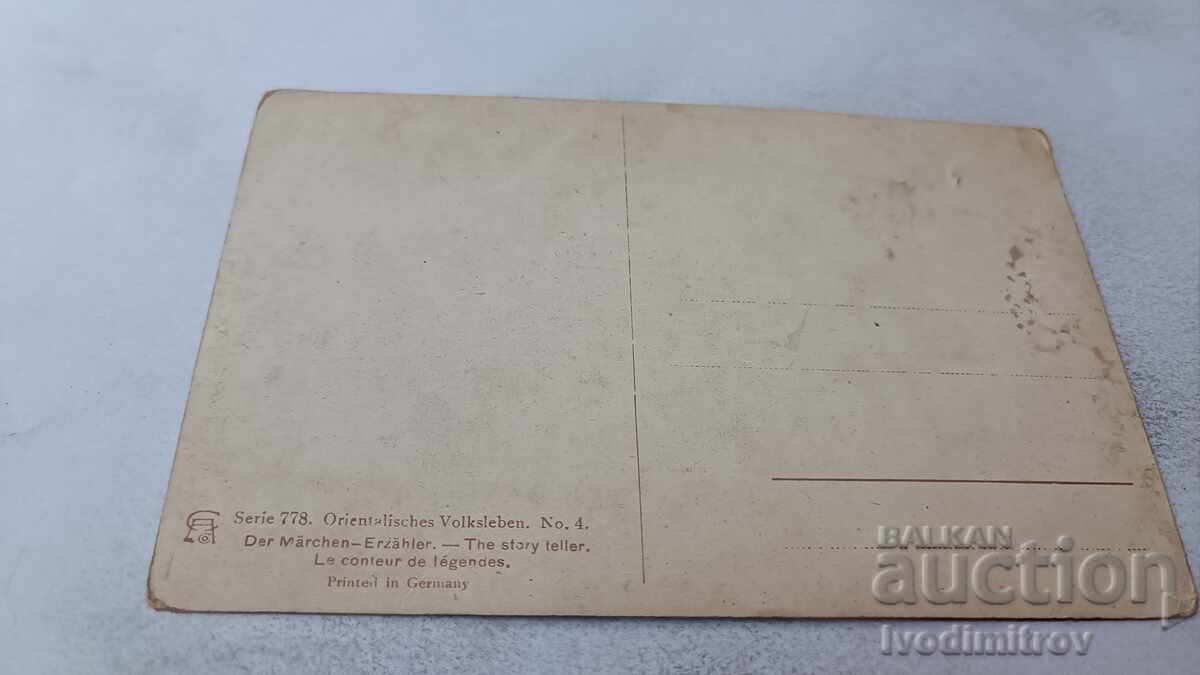 Serie 778. Orientalisches Volksleben. No. 4.
Der Märchen-Erzähler. — The story teller.
Le conteur de légendes.
Printed in Germany
BALKAN
auction
Ivodimitrov